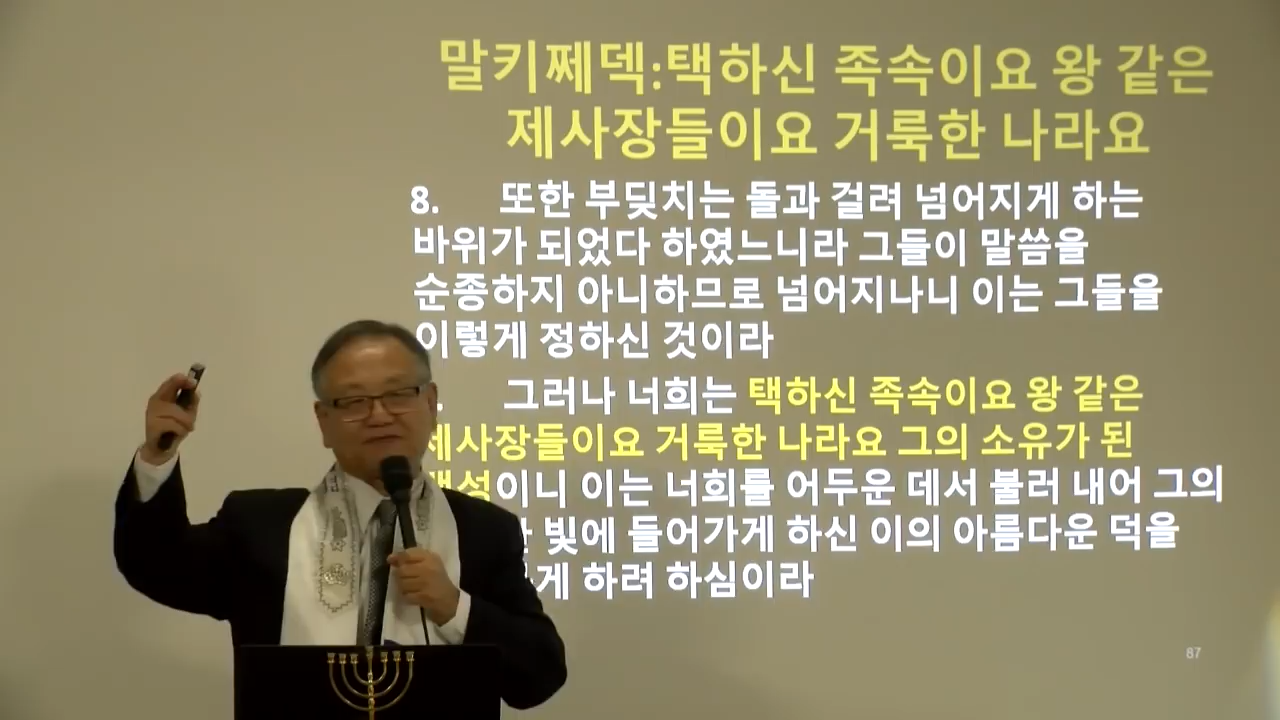 말키쩨덱:택하신 족속이요 왕 같은
제사장들이요 거룩한 나라요
8. 또한 부딪치는 돌과 걸려 넘어지게 하는
바위가 되었다 하였느니라 그들이 말씀을
순종하지 아니하므로 넘어지나니 이는 그들을
이렇게 정하신 것이라
그러나 너희는 택하신 족속이요 왕 같은
제사장들이요 거룩한 나라요 그의 소유가 된
백성이니 이는 너희를 어두운 데서 불러 내어 그의
빛에 들어가게 하신 이의 아름다운 덕을
하려 하심이라
87